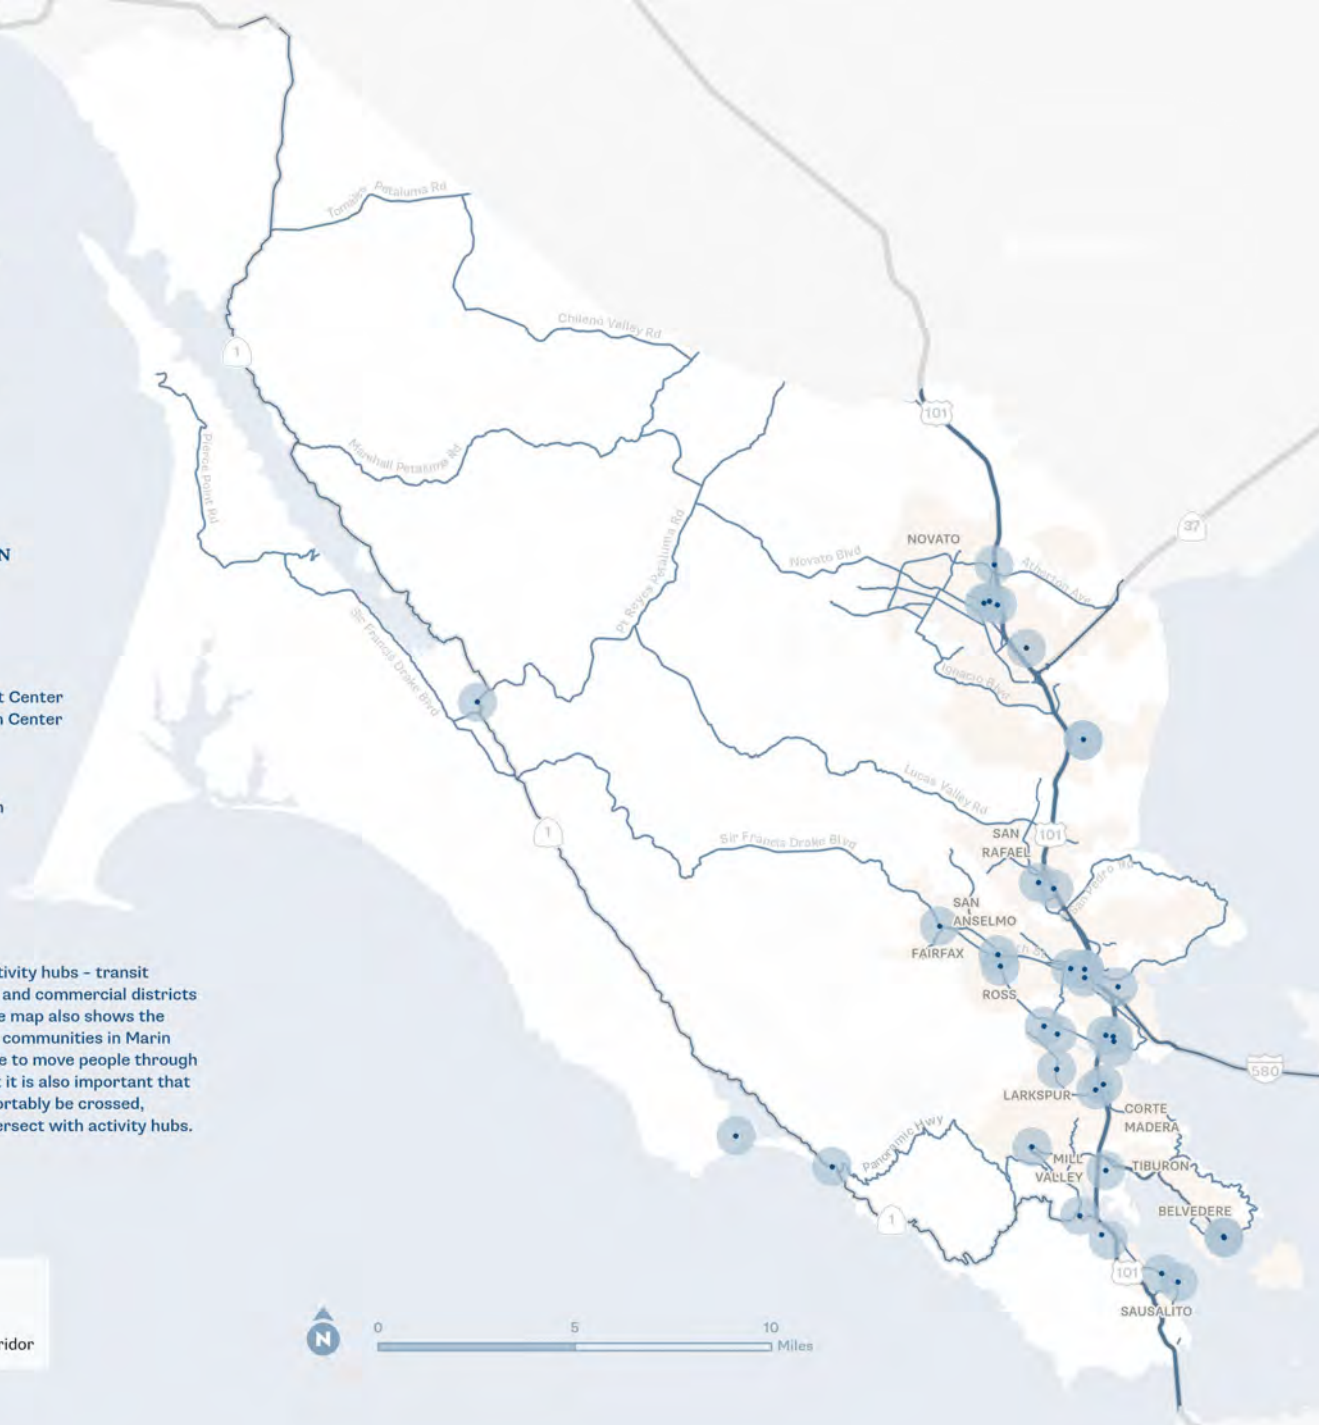 N
t Center
n Center
n
tivity hubs – transit
and commercial districts
e map also shows the
communities in Marin
e to move people through
t it is also important that
ortably be crossed,
ersect with activity hubs.
ridor
Tomales Petaluma Rd
Chileno Valley Rd
1
101
Marshall Petaluma Rd
Pierce Point Rd
37
Pt Reyes Petaluma Rd
NOVATO
Novato Blvd
Atherton Ave
Sir Francis Drake Blvd
Ignacio Blvd
Lucas Valley Rd
1
Sir Francis Drake Blvd
SAN
RAFAEL
101
San Pedro Rd
SAN
ANSELMO
FAIRFAX
ROSS
580
LARKSPUR
CORTE
MADERA
Panoramic Hwy
MILL
VALLEY
TIBURON
BELVEDERE
1
101
SAUSALITO
N
0
5
10
Miles